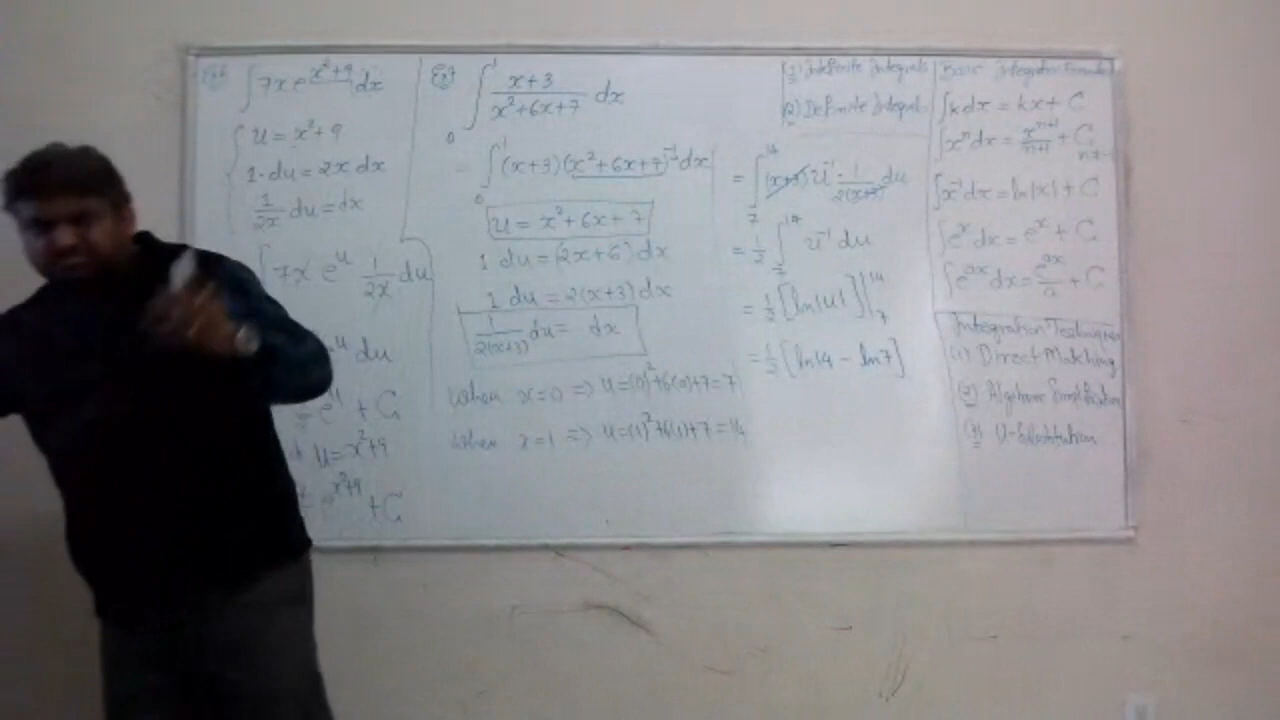 ∫ 7x e^{x²+9} dx
u = x²+9
1·du = 2x dx
1/2x du = dx
∫ 7x e^u 1/2x du
e^u du
e^u + C
u = x²+9
e^{x²+9} + C
Ex7 ∫₀¹ (x+3)/(x²+6x+7) dx
∫₀¹ (x+3)(x²+6x+7)⁻¹ dx
u = x²+6x+7
1 du = (2x+6) dx
1 du = 2(x+3) dx
1/2(x+3) du = dx
When x=0 => u=(0)²+6(0)+7=7
When x=1 => u=(1)²+6(1)+7=14
= ∫₇¹⁴ (x+3) u⁻¹ · 1/2(x+3) du
= 1/2 ∫₇¹⁴ u⁻¹ du
= 1/2 [ln|u|]|₇¹⁴
= 1/2 [ln14 − ln7]
(1) Indefinite Integrals
(2) Definite Integrals
Basic Integration Formulas
∫k dx = kx + C
∫xⁿ dx = x^{n+1}/n+1 + C
∫x⁻¹ dx = ln|x| + C
∫e^x dx = e^x + C
∫e^{ax} dx = e^{ax}/a + C
Integration Techniques
(1) Direct Matching
(2) Algebraic Simplification
(3) U-Substitution